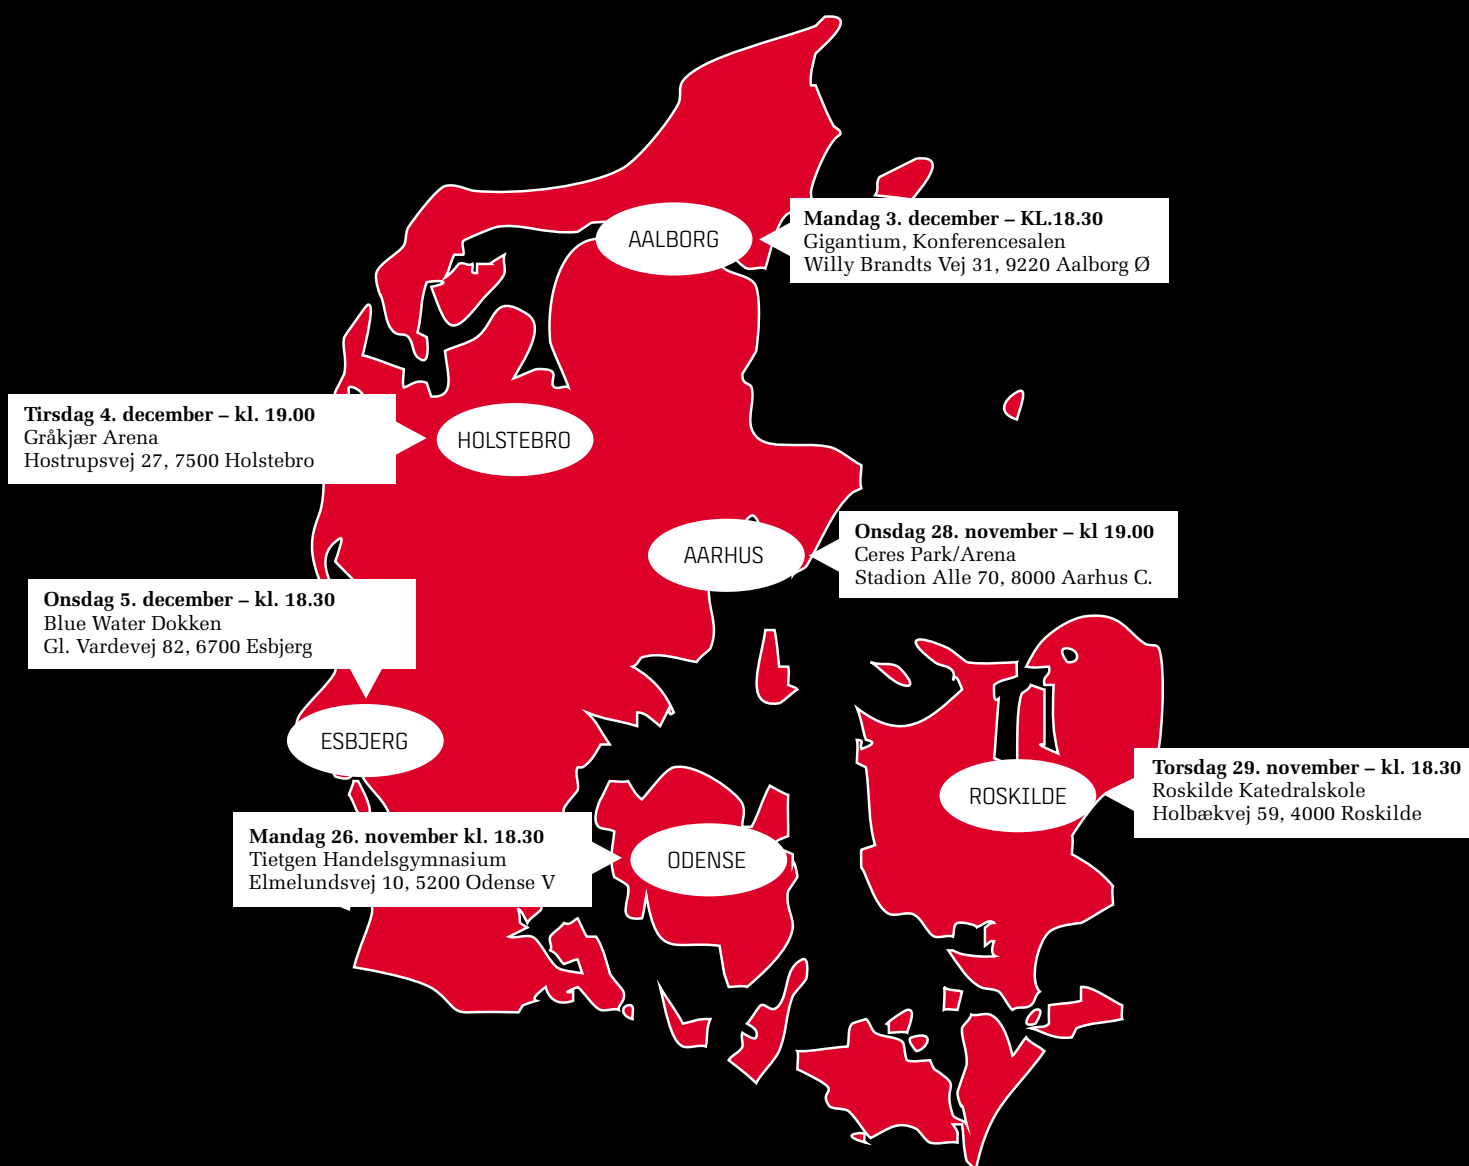 AALBORG
Mandag 3. december – KL.18.30
Gigantium, Konferencesalen
Willy Brandts Vej 31, 9220 Aalborg Ø
Tirsdag 4. december – kl. 19.00
Gråkjær Arena
Hostrupsvej 27, 7500 Holstebro
HOLSTEBRO
AARHUS
Onsdag 28. november – kl 19.00
Ceres Park/Arena
Stadion Alle 70, 8000 Aarhus C.
Onsdag 5. december – kl. 18.30
Blue Water Dokken
Gl. Vardevej 82, 6700 Esbjerg
ESBJERG
ROSKILDE
Torsdag 29. november – kl. 18.30
Roskilde Katedralskole
Holbækvej 59, 4000 Roskilde
Mandag 26. november kl. 18.30
Tietgen Handelsgymnasium
Elmelundsvej 10, 5200 Odense V
ODENSE